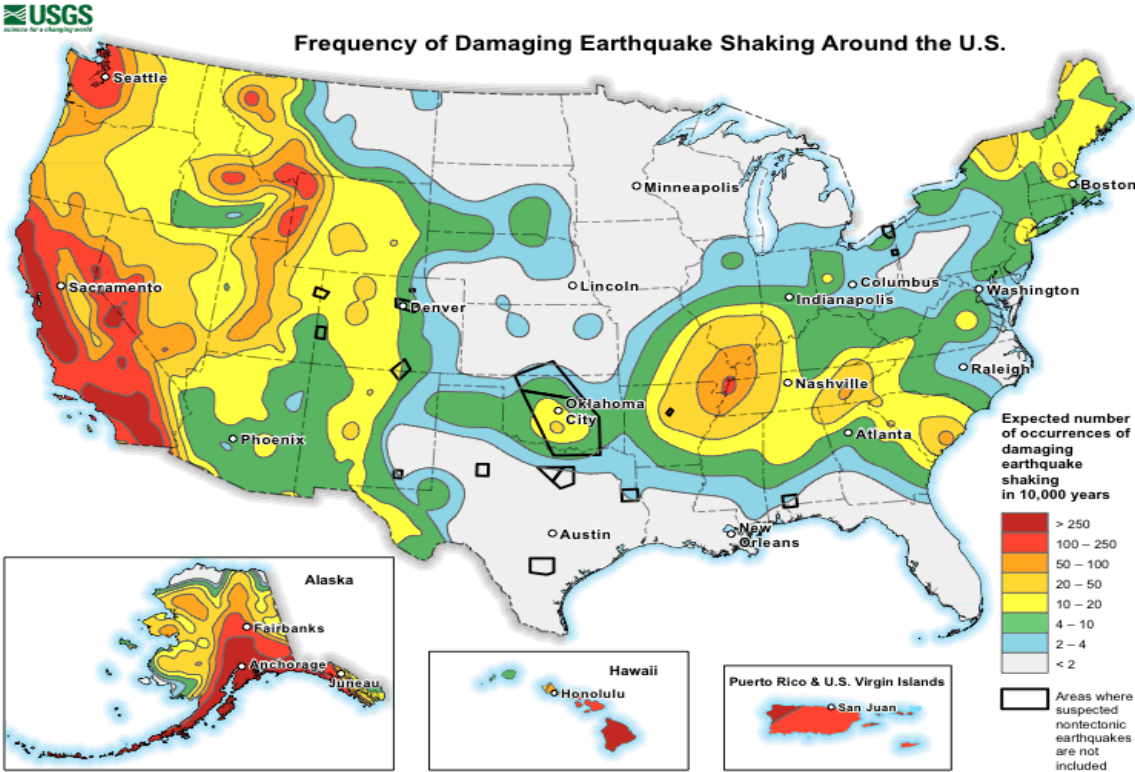 USGS
science for a changing world
Frequency of Damaging Earthquake Shaking Around the U.S.
Seattle
Minneapolis
Boston
Sacramento
Lincoln
Columbus
Washington
Denver
Indianapolis
Raleigh
Nashville
Oklahoma
City
Phoenix
Atlanta
Austin
New
Orleans
Expected number
of occurrences of
damaging
earthquake
shaking
in 10,000 years
> 250
100 – 250
50 – 100
20 – 50
10 – 20
4 – 10
2 – 4
< 2
Areas where
suspected
nontectonic
earthquakes
are not
included
Alaska
Fairbanks
Anchorage
Juneau
Hawaii
Honolulu
Puerto Rico & U.S. Virgin Islands
San Juan